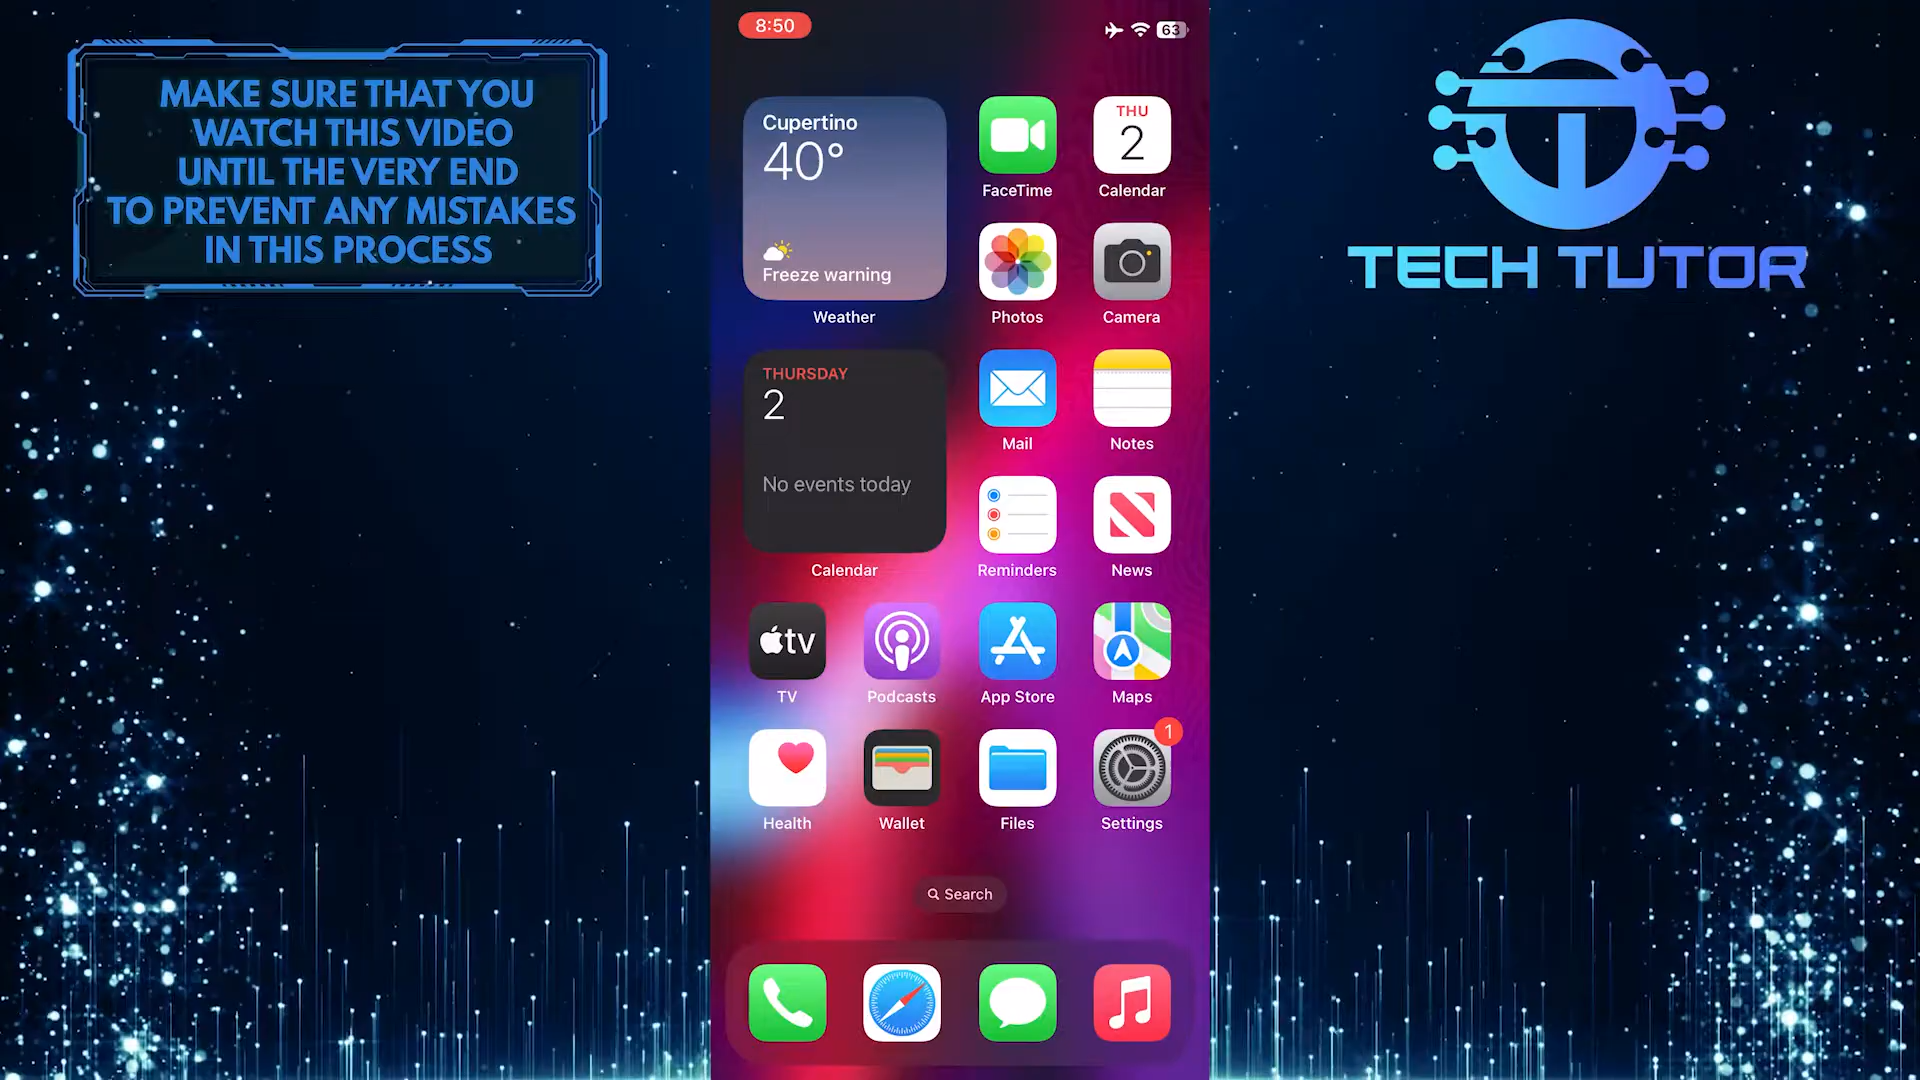 MAKE SURE THAT YOU
WATCH THIS VIDEO
UNTIL THE VERY END
TO PREVENT ANY MISTAKES
IN THIS PROCESS
8:50
63
Cupertino
40°
Freeze warning
Weather
FaceTime
THU
2
Calendar
Photos
Camera
THURSDAY
2
No events today
Calendar
Mail
Notes
Reminders
News
tv
TV
Podcasts
App Store
Maps
Health
Wallet
Files
1
Settings
Search
T
TECH TUTOR